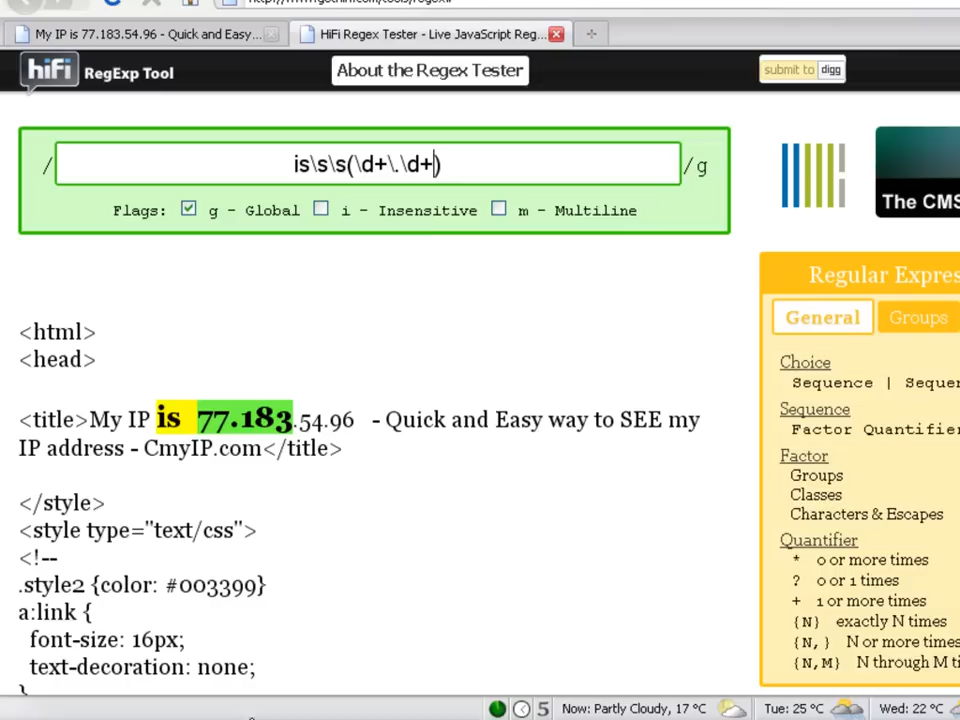 My IP is 77.183.54.96 - Quick and Easy...
HiFi Regex Tester - Live JavaScript Reg...
hifi RegExp Tool
About the Regex Tester
submit to digg
/ is\s\s(\d+\.\d+) /g
Flags: g - Global i - Insensitive m - Multiline
The CMS
Regular Expres
General Groups
<html>
<head>
<title>My IP is 77.183.54.96 - Quick and Easy way to SEE my
IP address - CmyIP.com</title>
</style>
<style type="text/css">
<!--
.style2 {color: #003399}
a:link {
font-size: 16px;
text-decoration: none;
}
Choice
Sequence | Seque
Sequence
Factor Quantifier
Factor
Groups
Classes
Characters & Escapes
Quantifier
* 0 or more times
? 0 or 1 times
+ 1 or more times
{N} exactly N times
{N,} N or more times
{N,M} N through M ti
5 Now: Partly Cloudy, 17 °C Tue: 25 °C Wed: 22 °C